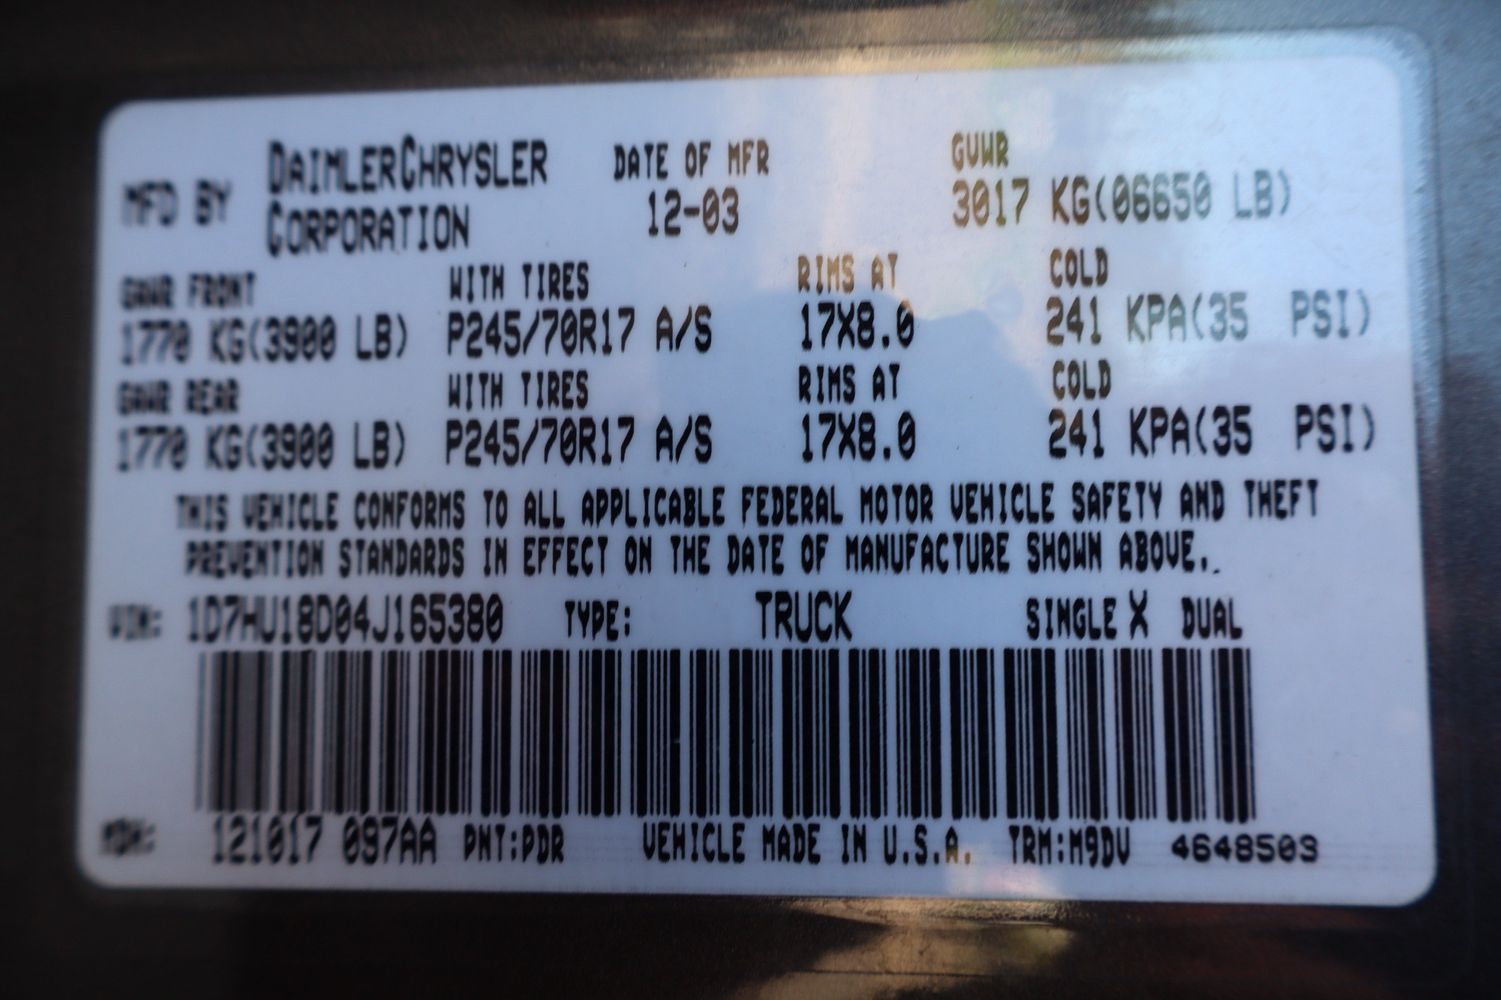 MFD BY DAIMLERCHRYSLER CORPORATION DATE OF MFR 12-03 GVWR 3017 KG(06650 LB)
GAWR FRONT WITH TIRES RIMS AT COLD
1770 KG(3900 LB) P245/70R17 A/S 17X8.0 241 KPA(35 PSI)
GAWR REAR WITH TIRES RIMS AT COLD
1770 KG(3900 LB) P245/70R17 A/S 17X8.0 241 KPA(35 PSI)
THIS VEHICLE CONFORMS TO ALL APPLICABLE FEDERAL MOTOR VEHICLE SAFETY AND THEFT
PREVENTION STANDARDS IN EFFECT ON THE DATE OF MANUFACTURE SHOWN ABOVE.
VIN: 1D7HU18D04J165380 TYPE: TRUCK SINGLE X DUAL
MDH: 121017 097AA PNT:PDR VEHICLE MADE IN U.S.A. TRM:M9DV 4648503